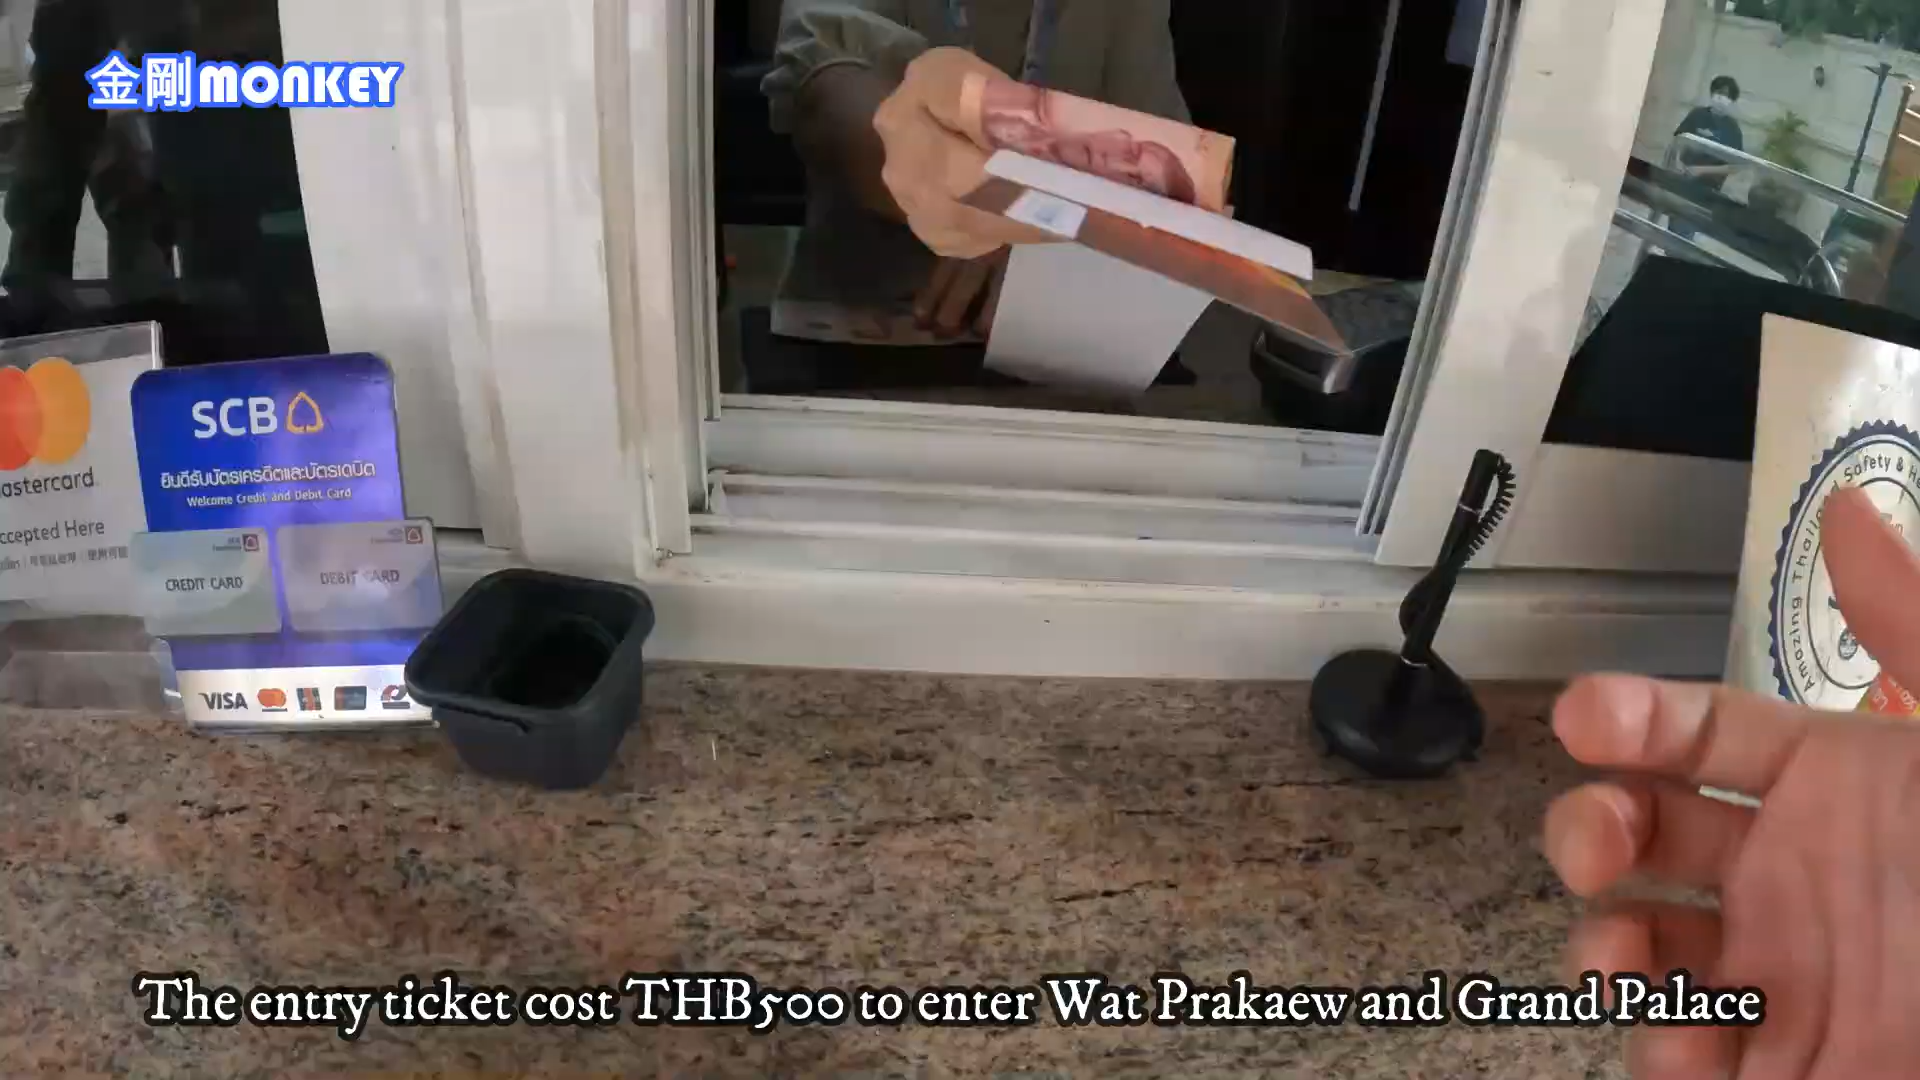 金剛MONKEY
SCB
ยินดีรับบัตรเครดิตและบัตรเดบิต
Welcome Credit and Debit Card
astercard
ccepted Here
CREDIT CARD
DEBIT CARD
VISA
Safety & H
Amazing Thailand
The entry ticket cost THB500 to enter Wat Prakaew and Grand Palace